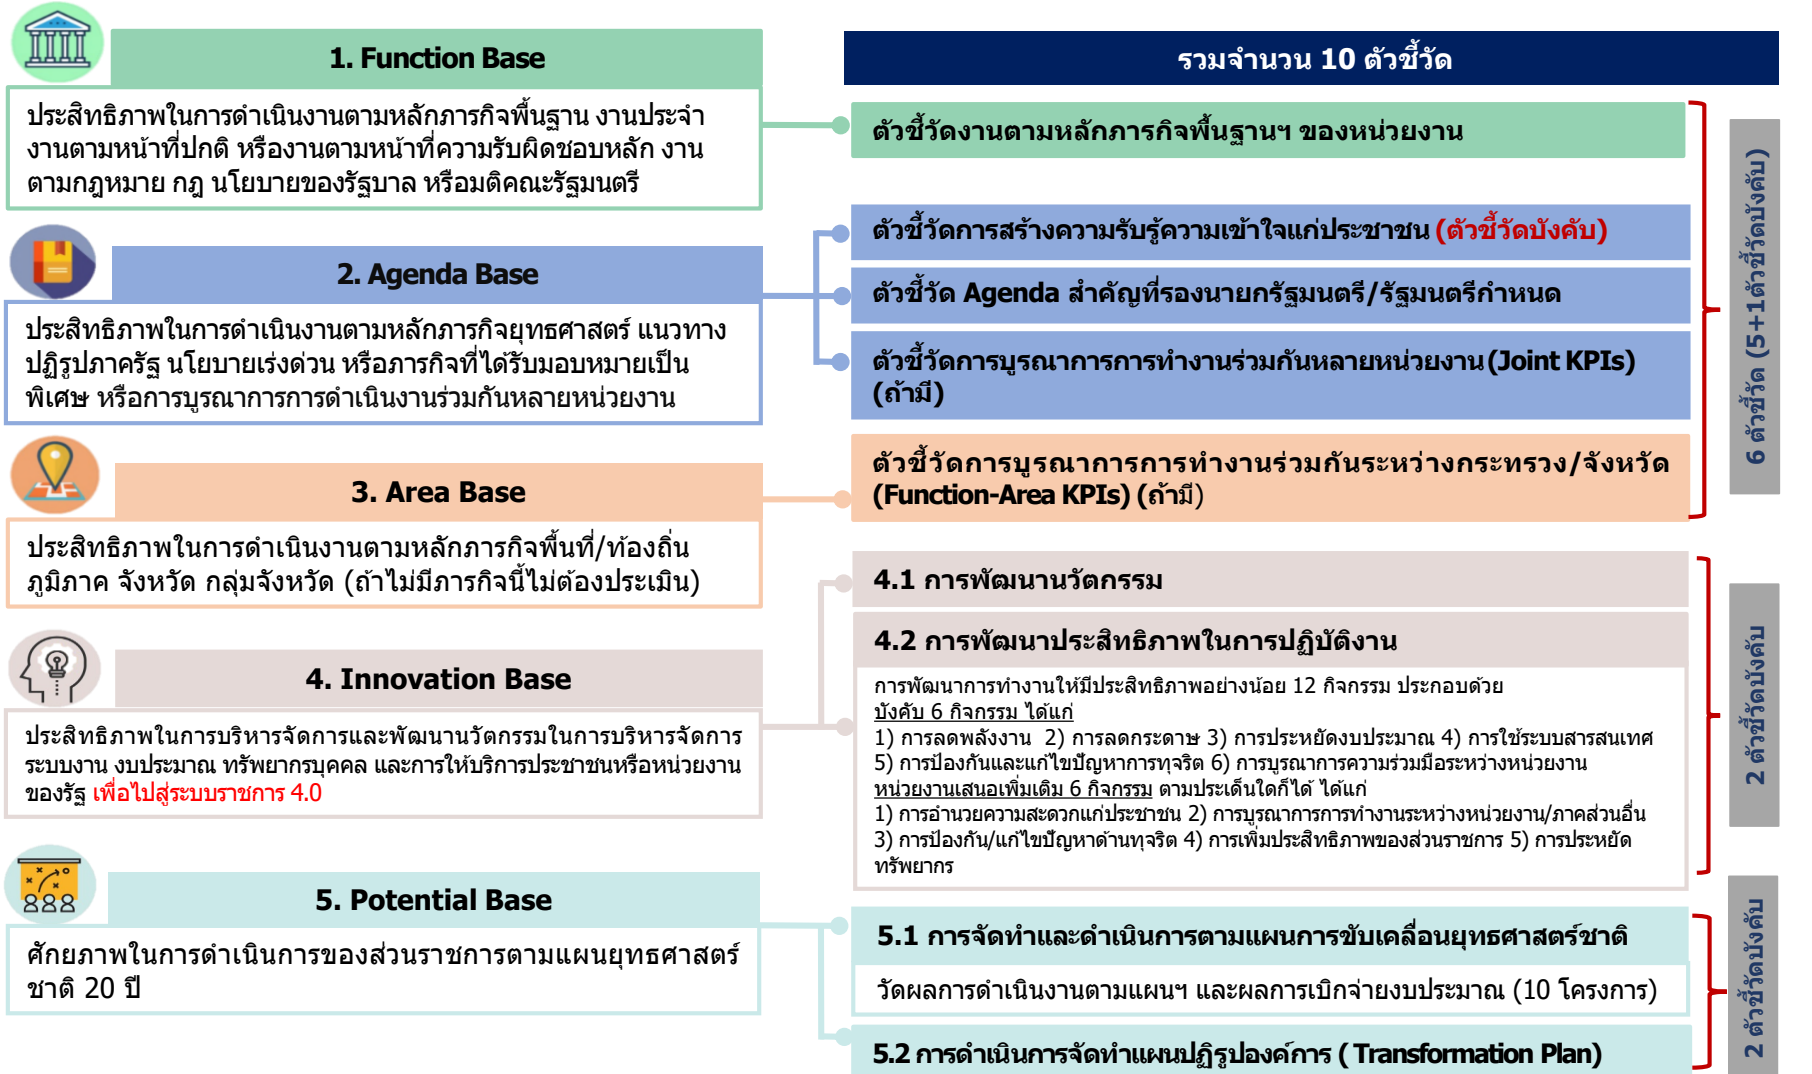 1. Function Base
ประสิทธิภาพในการดำเนินงานตามหลักภารกิจพื้นฐาน งานประจำ
งานตามหน้าที่ปกติ หรืองานตามหน้าที่ความรับผิดชอบหลัก งาน
ตามกฎหมาย กฎ นโยบายของรัฐบาล หรือมติคณะรัฐมนตรี
2. Agenda Base
ประสิทธิภาพในการดำเนินงานตามหลักภารกิจยุทธศาสตร์ แนวทาง
ปฏิรูปภาครัฐ นโยบายเร่งด่วน หรือภารกิจที่ได้รับมอบหมายเป็น
พิเศษ หรือการบูรณาการการดำเนินงานร่วมกันหลายหน่วยงาน
3. Area Base
ประสิทธิภาพในการดำเนินงานตามหลักภารกิจพื้นที่/ท้องถิ่น
ภูมิภาค จังหวัด กลุ่มจังหวัด (ถ้าไม่มีภารกิจนี้ไม่ต้องประเมิน)
4. Innovation Base
ประสิทธิภาพในการบริหารจัดการและพัฒนานวัตกรรมในการบริหารจัดการ
ระบบงาน งบประมาณ ทรัพยากรบุคคล และการให้บริการประชาชนหรือหน่วยงาน
ของรัฐ เพื่อไปสู่ระบบราชการ 4.0
5. Potential Base
ศักยภาพในการดำเนินการของส่วนราชการตามแผนยุทธศาสตร์
ชาติ 20 ปี
รวมจำนวน 10 ตัวชี้วัด
ตัวชี้วัดงานตามหลักภารกิจพื้นฐานฯ ของหน่วยงาน
ตัวชี้วัดการสร้างความรับรู้ความเข้าใจแก่ประชาชน (ตัวชี้วัดบังคับ)
ตัวชี้วัด Agenda สำคัญที่รองนายกรัฐมนตรี/รัฐมนตรีกำหนด
ตัวชี้วัดการบูรณาการการทำงานร่วมกันหลายหน่วยงาน (Joint KPIs)
(ถ้ามี)
ตัวชี้วัดการบูรณาการการทำงานร่วมกันระหว่างกระทรวง/จังหวัด
(Function-Area KPIs) (ถ้ามี)
4.1 การพัฒนานวัตกรรม
4.2 การพัฒนาประสิทธิภาพในการปฏิบัติงาน
การพัฒนาการทำงานให้มีประสิทธิภาพอย่างน้อย 12 กิจกรรม ประกอบด้วย
บังคับ 6 กิจกรรม ได้แก่
1) การลดพลังงาน 2) การลดกระดาษ 3) การประหยัดงบประมาณ 4) การใช้ระบบสารสนเทศ
5) การป้องกันและแก้ไขปัญหาการทุจริต 6) การบูรณาการความร่วมมือระหว่างหน่วยงาน
หน่วยงานเสนอเพิ่มเติม 6 กิจกรรม ตามประเด็นใดก็ได้ ได้แก่
1) การอำนวยความสะดวกแก่ประชาชน 2) การบูรณาการการทำงานระหว่างหน่วยงาน/ภาคส่วนอื่น
3) การป้องกัน/แก้ไขปัญหาด้านทุจริต 4) การเพิ่มประสิทธิภาพของส่วนราชการ 5) การประหยัด
ทรัพยากร
5.1 การจัดทำและดำเนินการตามแผนการขับเคลื่อนยุทธศาสตร์ชาติ
วัดผลการดำเนินงานตามแผนฯ และผลการเบิกจ่ายงบประมาณ (10 โครงการ)
5.2 การดำเนินการจัดทำแผนปฏิรูปองค์การ ( Transformation Plan)
6 ตัวชี้วัด (5+1ตัวชี้วัดบังคับ)
2 ตัวชี้วัดบังคับ
2 ตัวชี้วัดบังคับ